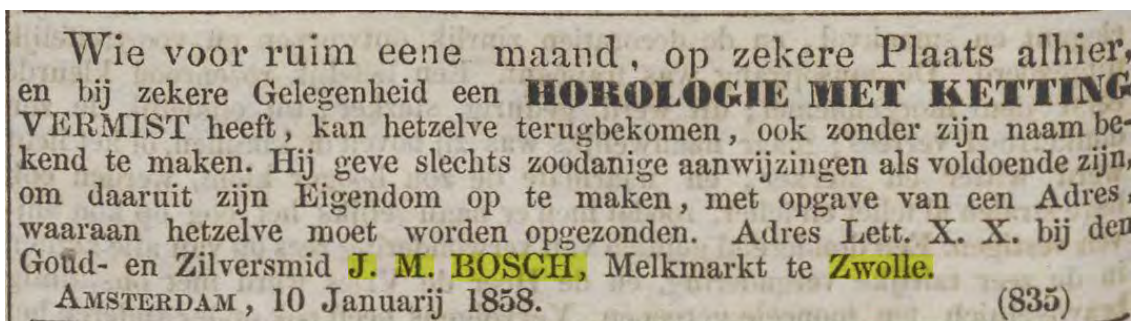 Wie voor ruim eene maand, op zekere Plaats alhier,
en bij zekere Gelegenheid een HOROLOGIE MET KETTING
VERMIST heeft, kan hetzelve terugbekomen, ook zonder zijn naam be-
kend te maken. Hij geve slechts zoodanige aanwijzingen als voldoende zijn,
om daaruit zijn Eigendom op te maken, met opgave van een Adres,
waaraan hetzelve moet worden opgezonden. Adres Lett. X. X. bij den
Goud- en Zilversmid J. M. BOSCH, Melkmarkt te Zwolle.
AMSTERDAM, 10 Januarij 1858. (835)